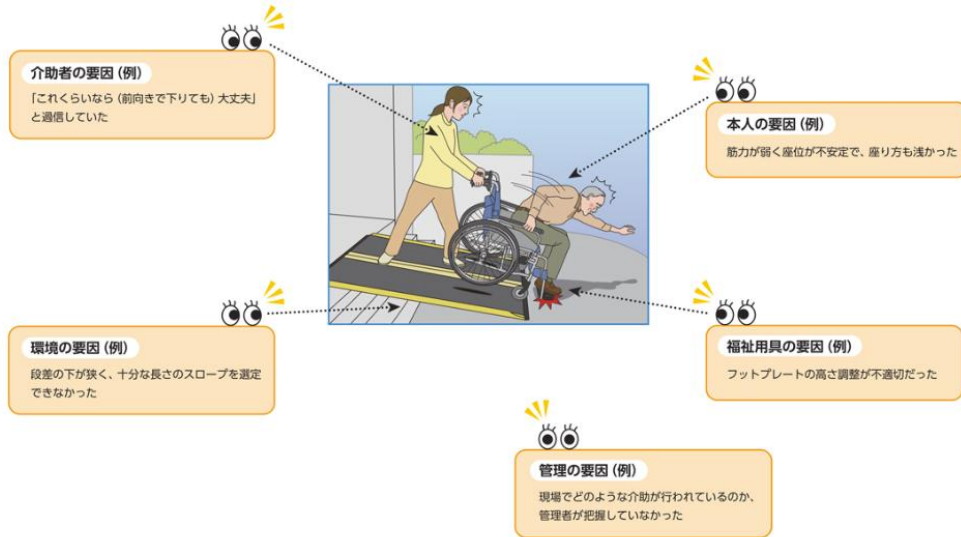 介助者の要因(例)
「これくらいなら(前向きで下りても)大丈夫」
と過信していた
本人の要因(例)
筋力が弱く座位が不安定で、座り方も浅かった
環境の要因(例)
段差の下が狭く、十分な長さのスロープを選定
できなかった
福祉用具の要因(例)
フットプレートの高さ調整が不適切だった
管理の要因(例)
現場でどのような介助が行われているのか、
管理者が把握していなかった